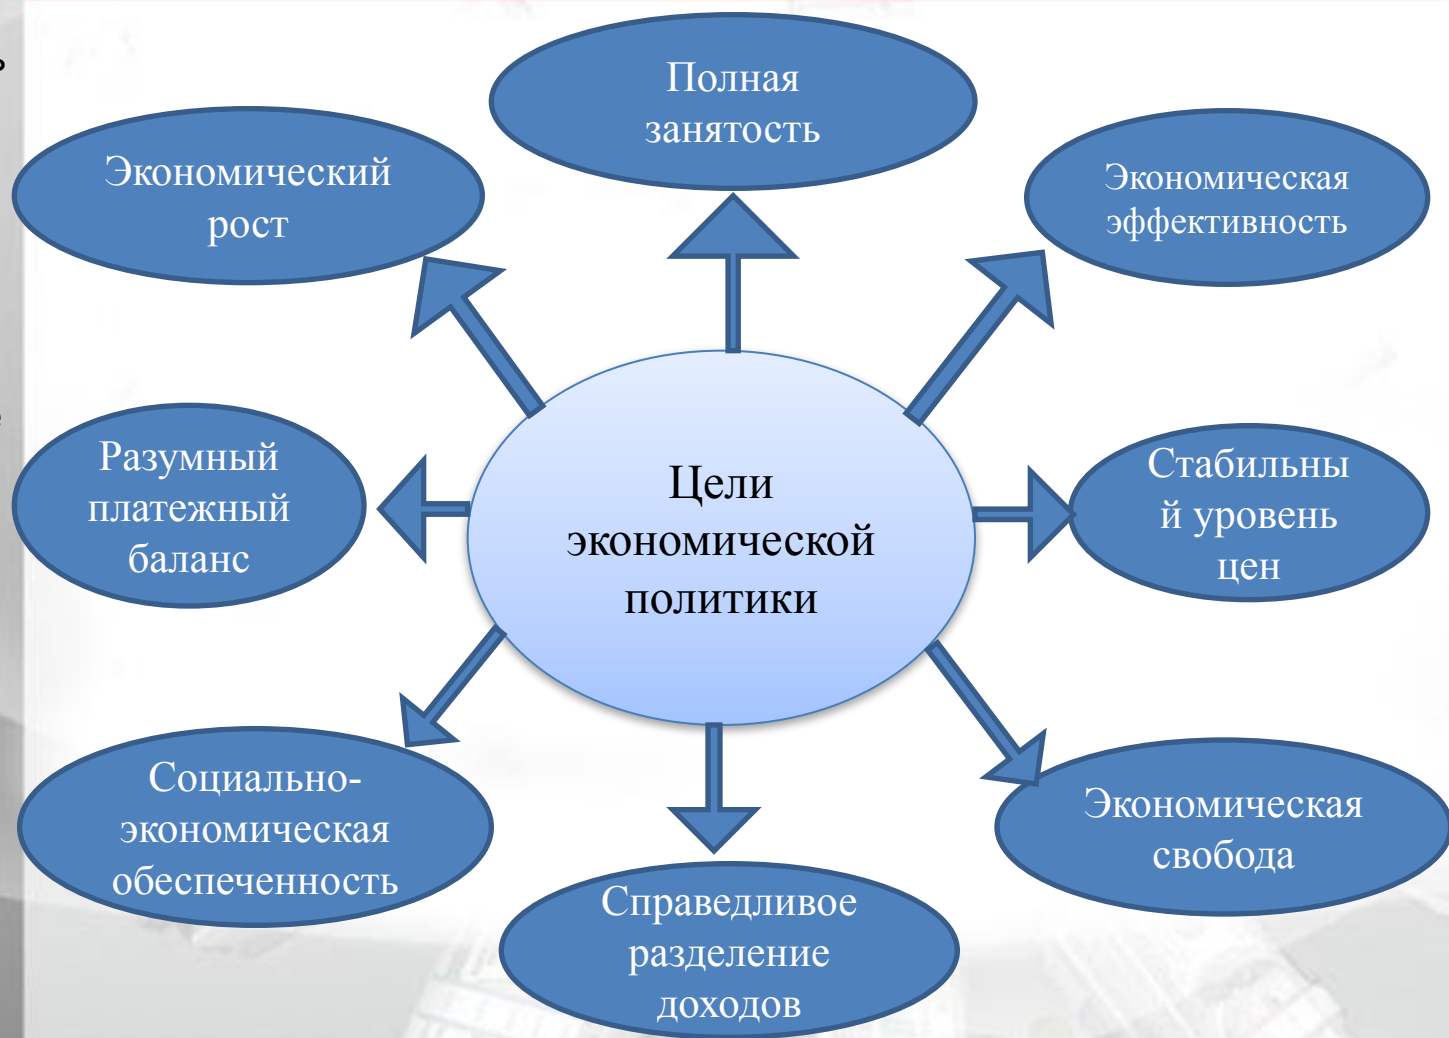 Полная
занятость
Экономический
рост
Экономическая
эффективность
Разумный
платежный
баланс
Цели
экономической
политики
Стабильны
й уровень
цен
Социально-
экономическая
обеспеченность
Справедливое
разделение
доходов
Экономическая
свобода